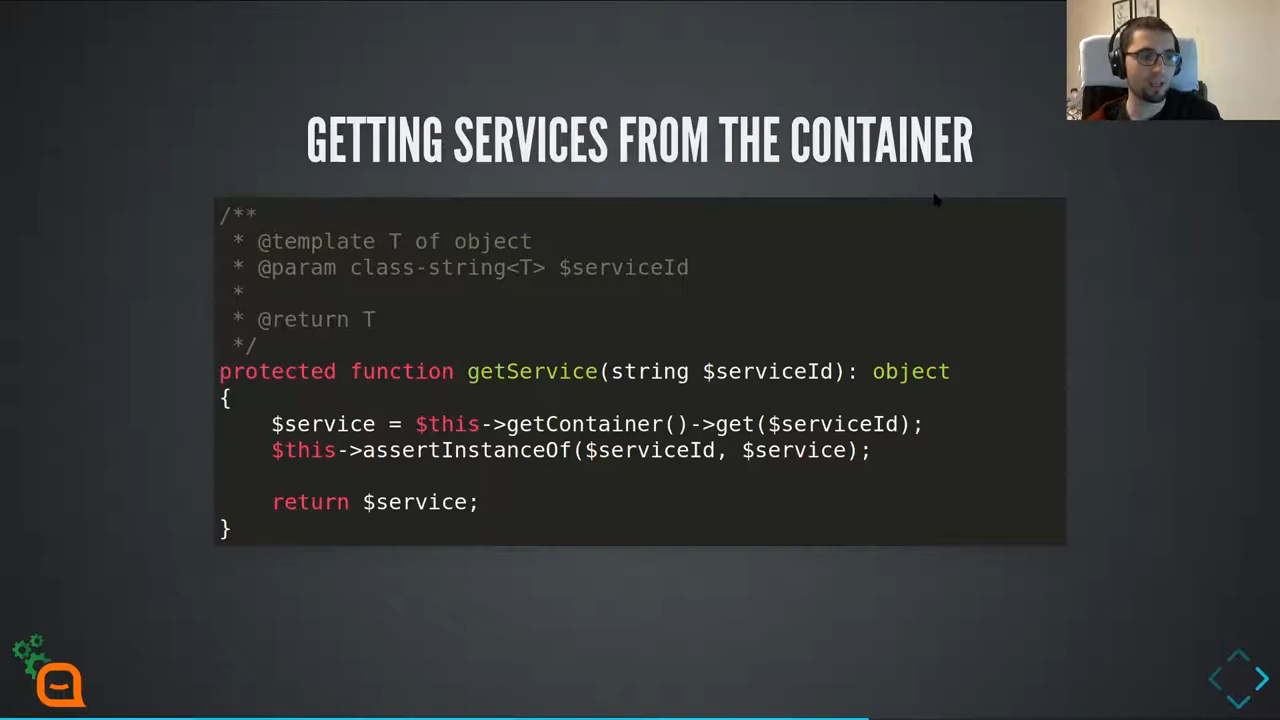 GETTING SERVICES FROM THE CONTAINER
/**
 * @template T of object
 * @param class-string<T> $serviceId
 *
 * @return T
 */
protected function getService(string $serviceId): object
{
    $service = $this->getContainer()->get($serviceId);
    $this->assertInstanceOf($serviceId, $service);

    return $service;
}